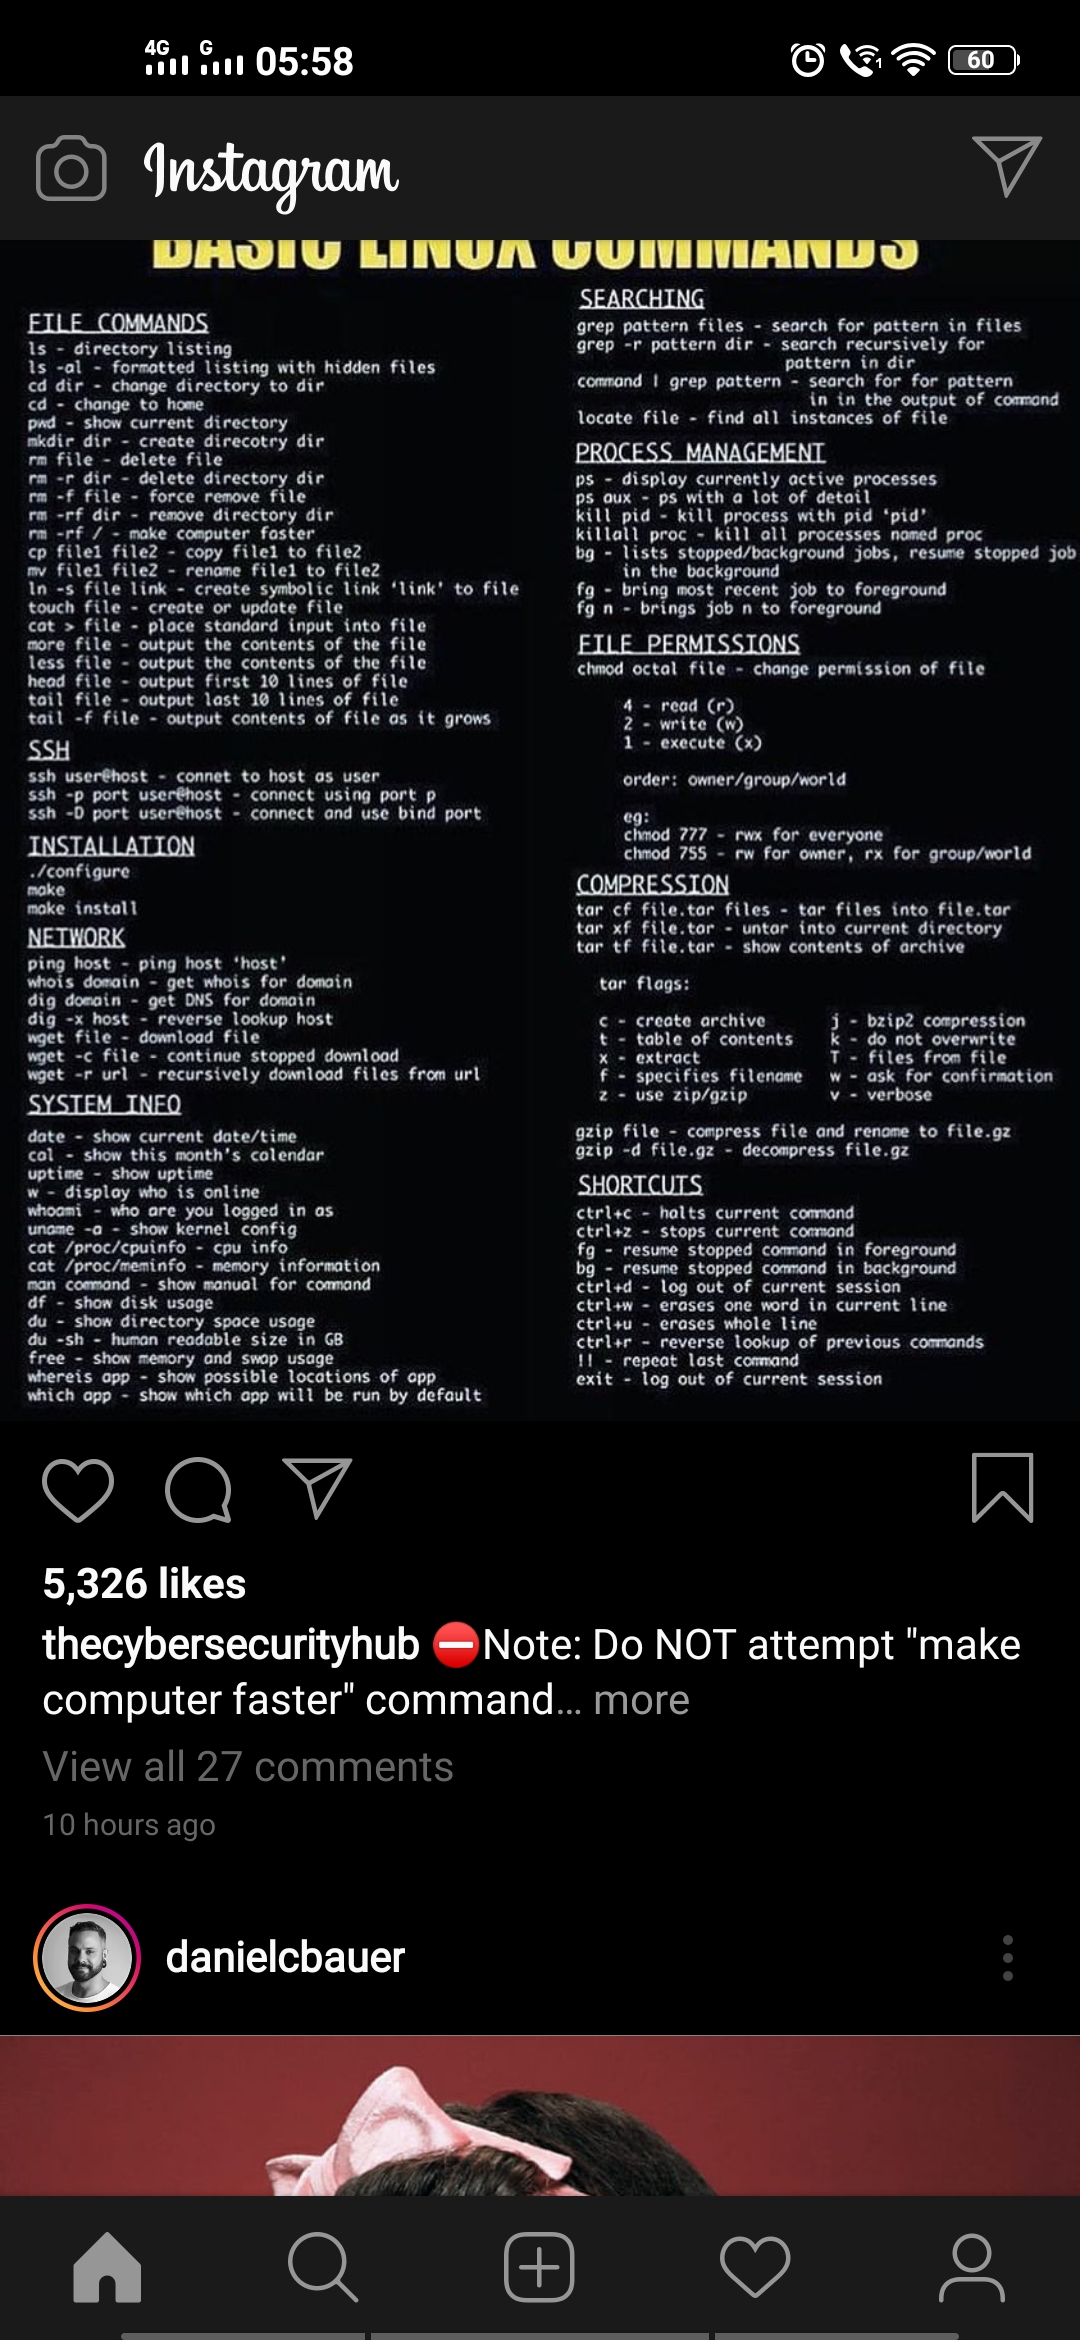 4G G 05:58 1 60
Instagram
BASIC LINUX COMMANDS
FILE COMMANDS
ls - directory listing
ls -al - formatted listing with hidden files
cd dir - change directory to dir
cd - change to home
pwd - show current directory
mkdir dir - create direcotry dir
rm file - delete file
rm -r dir - delete directory dir
rm -f file - force remove file
rm -rf dir - remove directory dir
rm -rf / - make computer faster
cp file1 file2 - copy file1 to file2
mv file1 file2 - rename file1 to file2
ln -s file link - create symbolic link 'link' to file
touch file - create or update file
cat > file - place standard input into file
more file - output the contents of the file
less file - output the contents of the file
head file - output first 10 lines of file
tail file - output last 10 lines of file
tail -f file - output contents of file as it grows
SSH
ssh user@host - connet to host as user
ssh -p port user@host - connect using port p
ssh -D port user@host - connect and use bind port
INSTALLATION
./configure
make
make install
NETWORK
ping host - ping host 'host'
whois domain - get whois for domain
dig domain - get DNS for domain
dig -x host - reverse lookup host
wget file - download file
wget -c file - continue stopped download
wget -r url - recursively download files from url
SYSTEM INFO
date - show current date/time
cal - show this month's calendar
uptime - show uptime
w - display who is online
whoami - who are you logged in as
uname -a - show kernel config
cat /proc/cpuinfo - cpu info
cat /proc/meminfo - memory information
man command - show manual for command
df - show disk usage
du - show directory space usage
du -sh - human readable size in GB
free - show memory and swap usage
whereis app - show possible locations of app
which app - show which app will be run by default
SEARCHING
grep pattern files - search for pattern in files
grep -r pattern dir - search recursively for
pattern in dir
command | grep pattern - search for for pattern
in in the output of command
locate file - find all instances of file
PROCESS MANAGEMENT
ps - display currently active processes
ps aux - ps with a lot of detail
kill pid - kill process with pid 'pid'
killall proc - kill all processes named proc
bg - lists stopped/background jobs, resume stopped job
in the background
fg - bring most recent job to foreground
fg n - brings job n to foreground
FILE PERMISSIONS
chmod octal file - change permission of file
4 - read (r)
2 - write (w)
1 - execute (x)
order: owner/group/world
eg:
chmod 777 - rwx for everyone
chmod 755 - rw for owner, rx for group/world
COMPRESSION
tar cf file.tar files - tar files into file.tar
tar xf file.tar - untar into current directory
tar tf file.tar - show contents of archive
tar flags:
c - create archive j - bzip2 compression
t - table of contents k - do not overwrite
x - extract T - files from file
f - specifies filename w - ask for confirmation
z - use zip/gzip v - verbose
gzip file - compress file and rename to file.gz
gzip -d file.gz - decompress file.gz
SHORTCUTS
ctrl+c - halts current command
ctrl+z - stops current command
fg - resume stopped command in foreground
bg - resume stopped command in background
ctrl+d - log out of current session
ctrl+w - erases one word in current line
ctrl+u - erases whole line
ctrl+r - reverse lookup of previous commands
!! - repeat last command
exit - log out of current session
5,326 likes
thecybersecurityhub ⛔Note: Do NOT attempt "make
computer faster" command... more
View all 27 comments
10 hours ago
danielcbauer